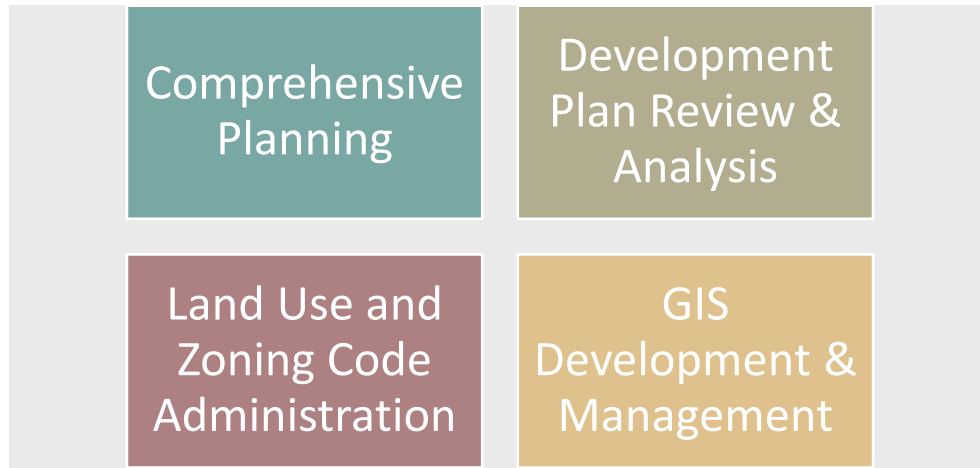 Comprehensive
Planning
Development
Plan Review &
Analysis
Land Use and
Zoning Code
Administration
GIS
Development &
Management